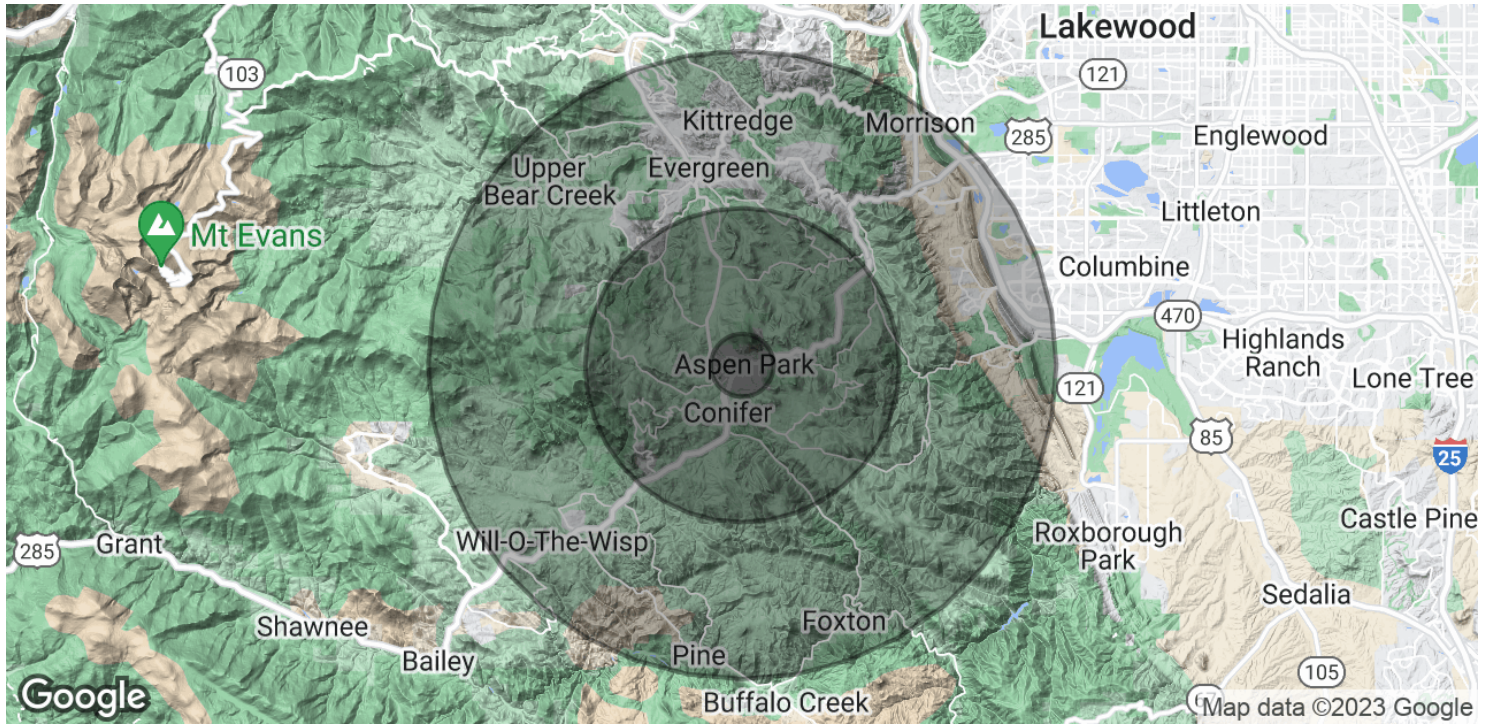 Lakewood
103
121
Kittredge
Morrison
285
Englewood
Upper
Bear Creek
Evergreen
Littleton
Mt Evans
Columbine
470
Highlands
Ranch
Aspen Park
Lone Tree
121
Conifer
85
25
Castle Pine
285
Grant
Will-O-The-Wisp
Roxborough
Park
Sedalia
Shawnee
Foxton
Bailey
Pine
105
Google
Buffalo Creek
67
Map data ©2023 Google